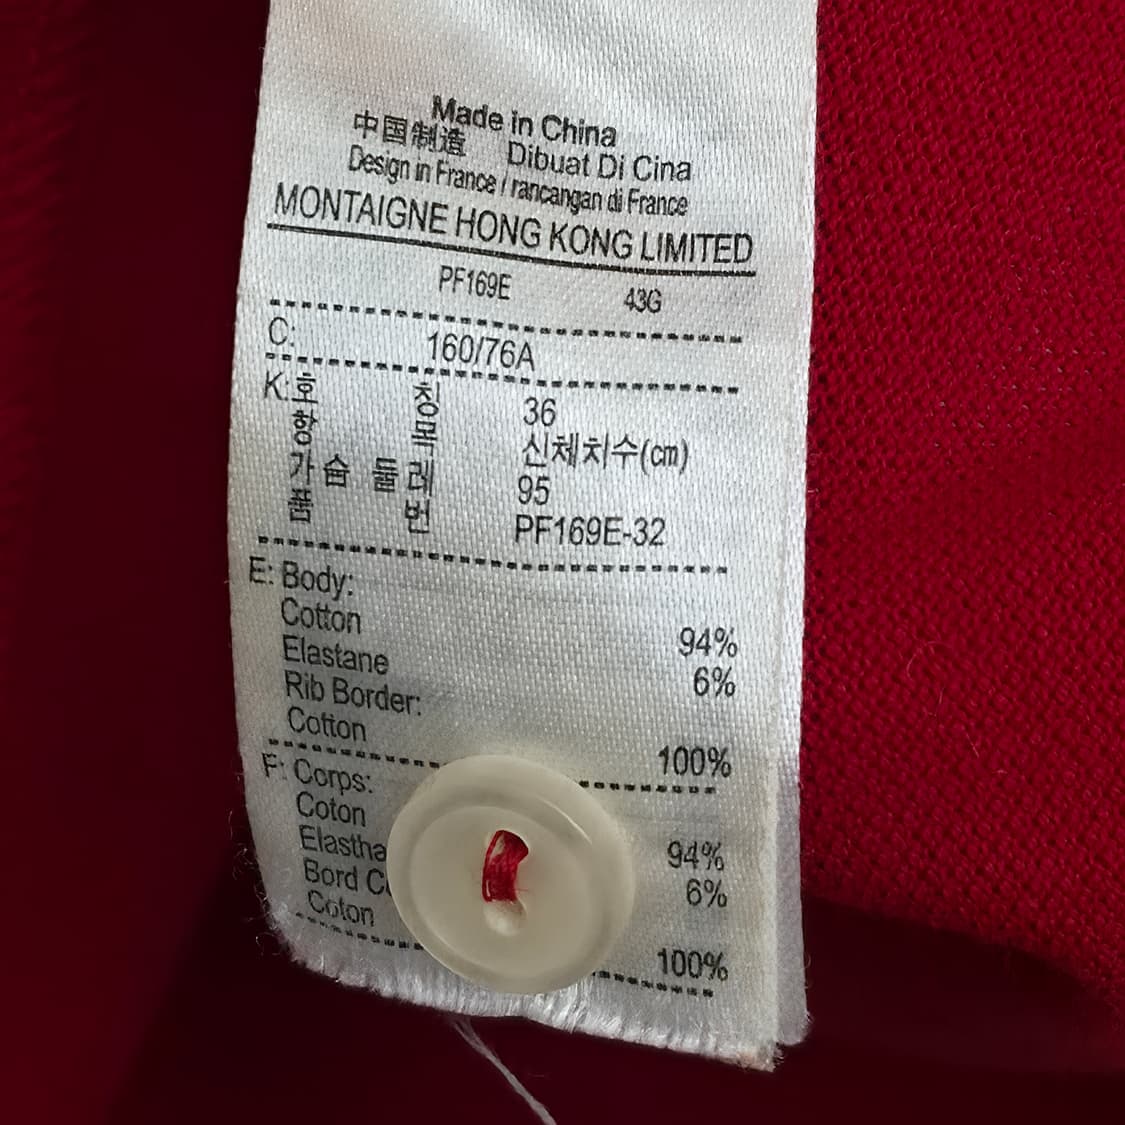 Made in China
中国制造 Dibuat Di Cina
Design in France / rancangan di France
MONTAIGNE HONG KONG LIMITED
PF169E 43G
C: 160/76A
K: 호 칭 36
항 목 신체치수(cm)
가 슴 둘 레 95
품 번 PF169E-32
E: Body:
Cotton 94%
Elastane 6%
Rib Border:
Cotton 100%
F: Corps:
Coton 94%
6%
Bord
Coton 100%